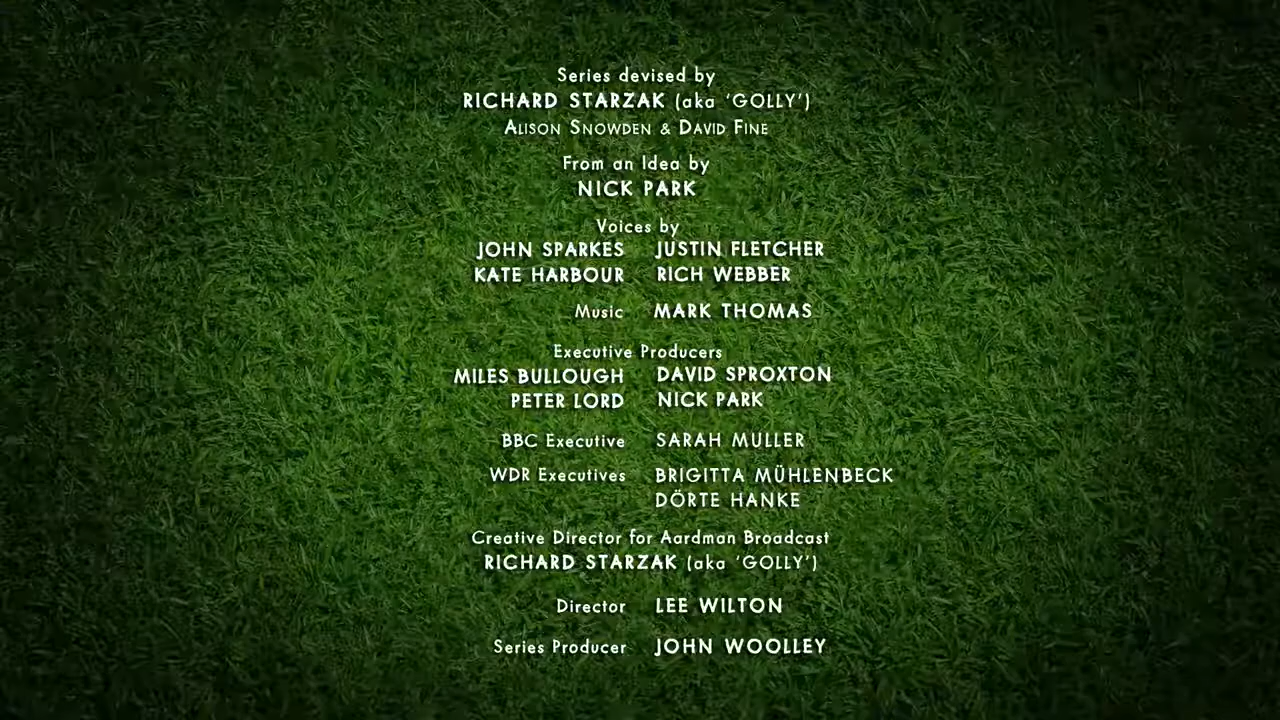 Series devised by
RICHARD STARZAK (aka ‘GOLLY’)
ALISON SNOWDEN & DAVID FINE
From an Idea by
NICK PARK
Voices by
JOHN SPARKES JUSTIN FLETCHER
KATE HARBOUR RICH WEBBER
Music MARK THOMAS
Executive Producers
MILES BULLOUGH DAVID SPROXTON
PETER LORD NICK PARK
BBC Executive SARAH MULLER
WDR Executives BRIGITTA MÜHLENBECK
DÖRTE HANKE
Creative Director for Aardman Broadcast
RICHARD STARZAK (aka ‘GOLLY’)
Director LEE WILTON
Series Producer JOHN WOOLLEY